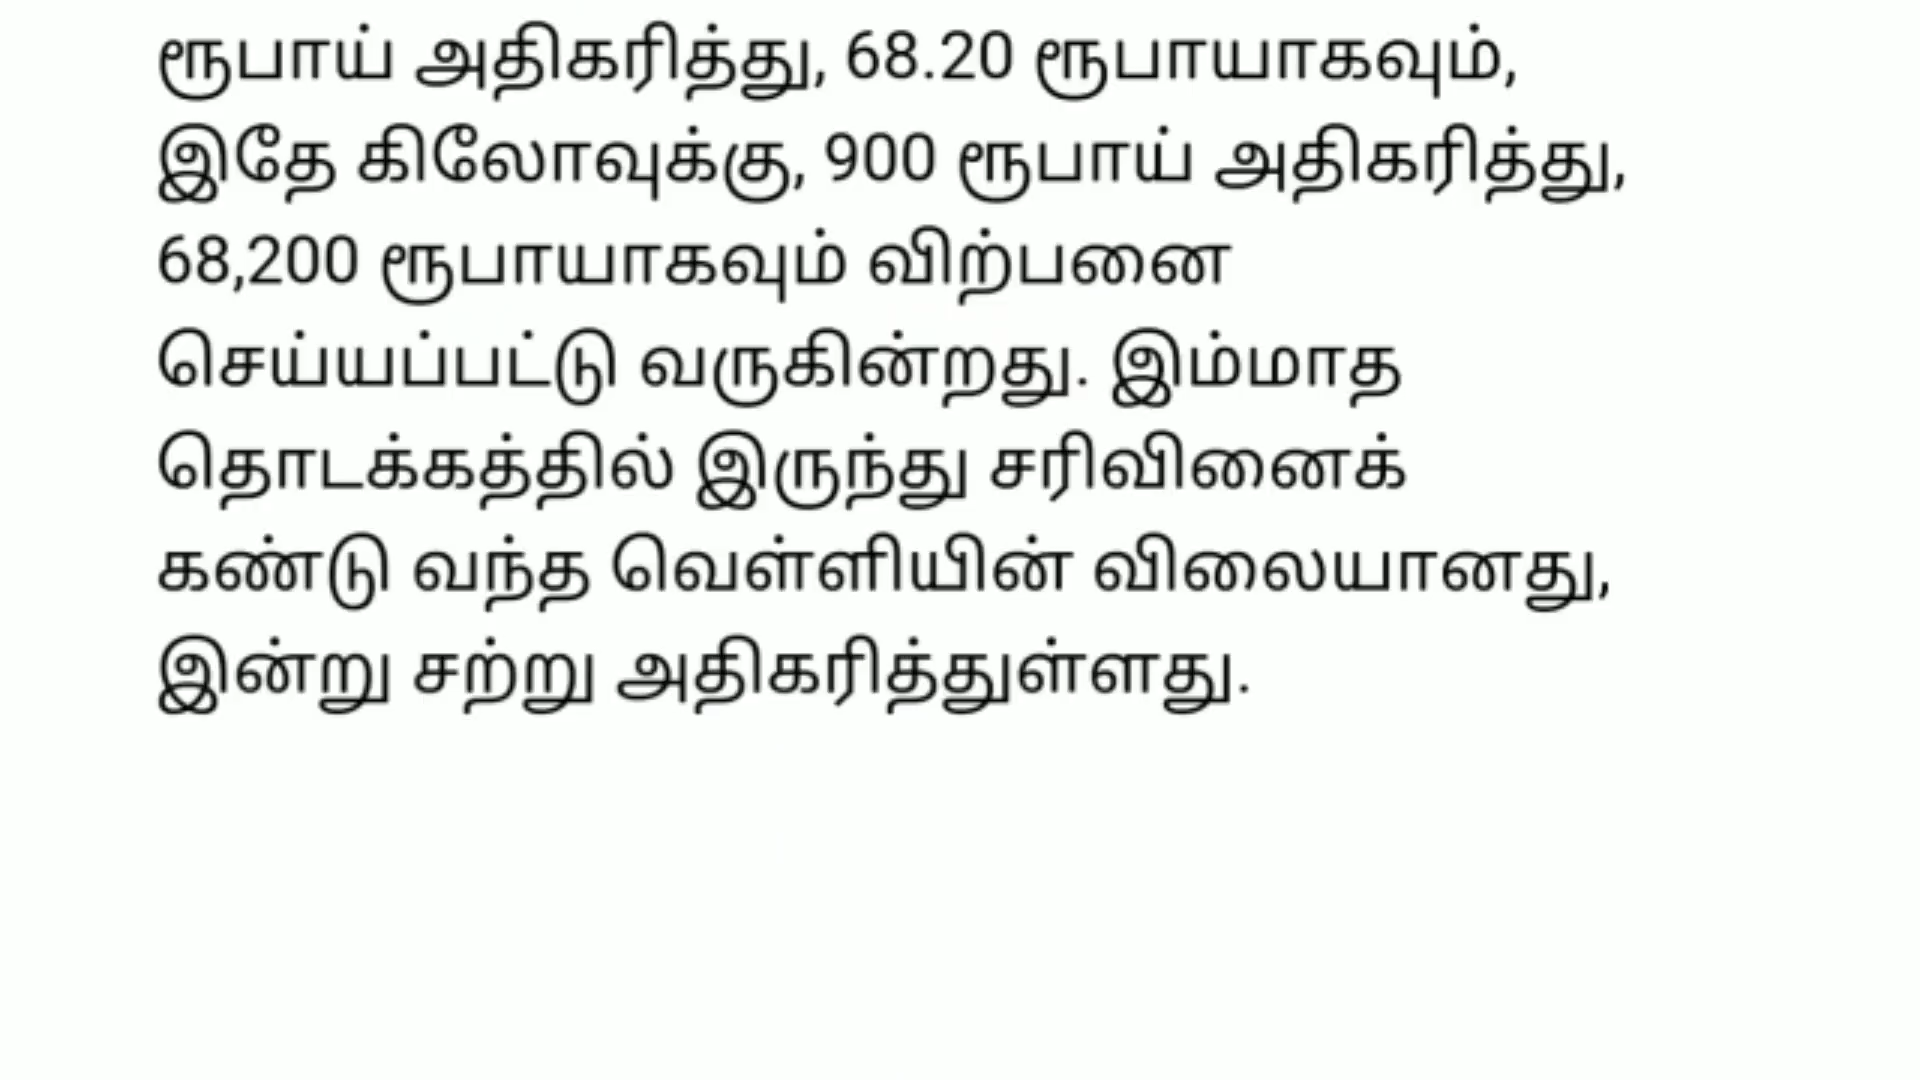 ரூபாய் அதிகரித்து, 68.20 ரூபாயாகவும்,
இதே கிலோவுக்கு, 900 ரூபாய் அதிகரித்து,
68,200 ரூபாயாகவும் விற்பனை
செய்யப்பட்டு வருகின்றது. இம்மாத
தொடக்கத்தில் இருந்து சரிவினைக்
கண்டு வந்த வெள்ளியின் விலையானது,
இன்று சற்று அதிகரித்துள்ளது.